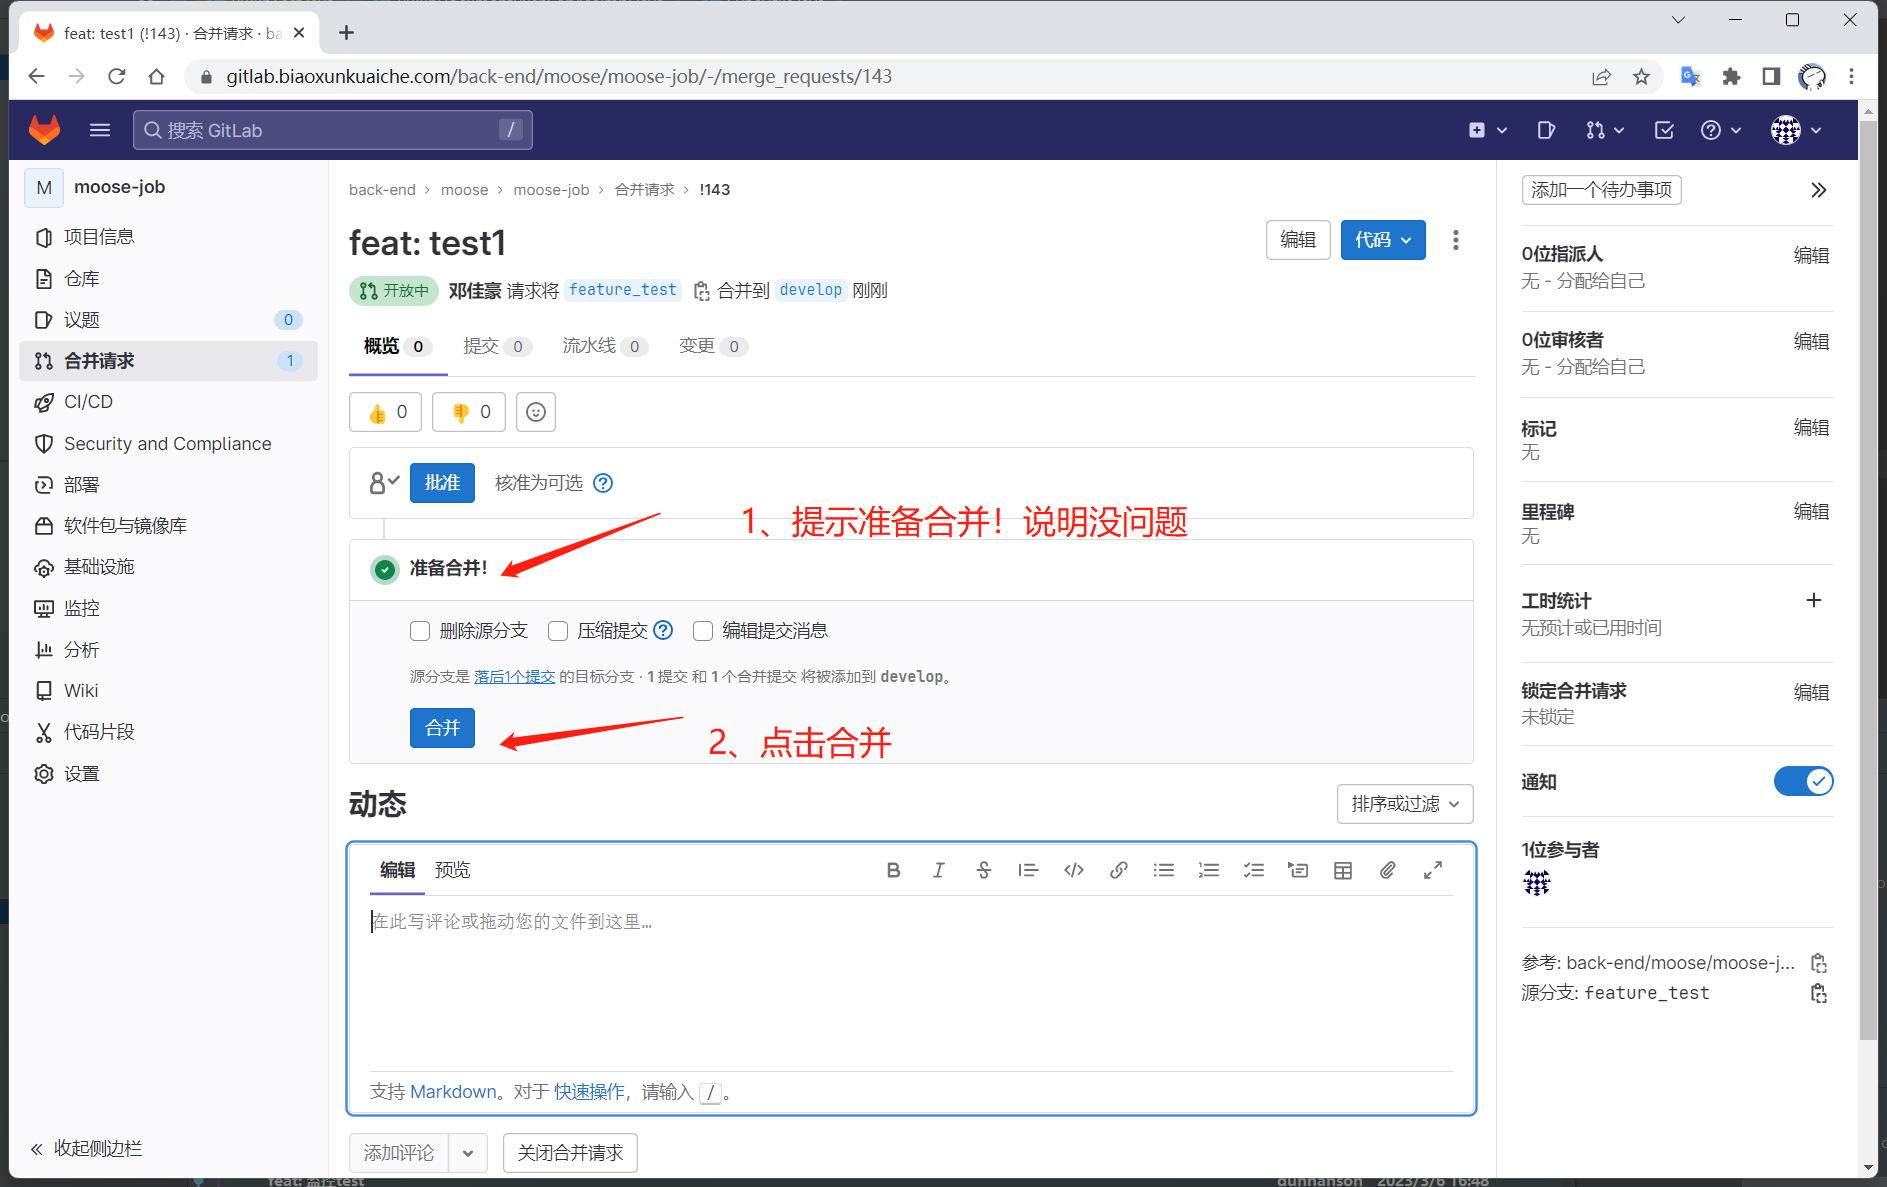 feat: test1 (!143) · 合并请求 · ba
gitlab.biaoxunkuaiche.com/back-end/moose/moose-job/-/merge_requests/143
搜索 GitLab /
M moose-job
项目信息
仓库
议题 0
合并请求 1
CI/CD
Security and Compliance
部署
软件包与镜像库
基础设施
监控
分析
Wiki
代码片段
设置
收起侧边栏
back-end › moose › moose-job › 合并请求 › !143
feat: test1
编辑 代码
开放中 邓佳豪 请求将 feature_test 合并到 develop 刚刚
概览 0 提交 0 流水线 0 变更 0
0 0
批准 核准为可选
1、提示准备合并！说明没问题
准备合并！
删除源分支 压缩提交 编辑提交消息
源分支是 落后1个提交 的目标分支 · 1 提交 和 1 个合并提交 将被添加到 develop。
合并
2、点击合并
动态
排序或过滤
编辑 预览
在此写评论或拖动您的文件到这里…
支持 Markdown。对于 快速操作，请输入 /。
添加评论 关闭合并请求
添加一个待办事项
0位指派人 编辑
无 - 分配给自己
0位审核者 编辑
无 - 分配给自己
标记 编辑
无
里程碑 编辑
无
工时统计
无预计或已用时间
锁定合并请求 编辑
未锁定
通知
1位参与者
参考: back-end/moose/moose-j...
源分支: feature_test
feat: 监控test
gunnanson 2023/3/6 16:48